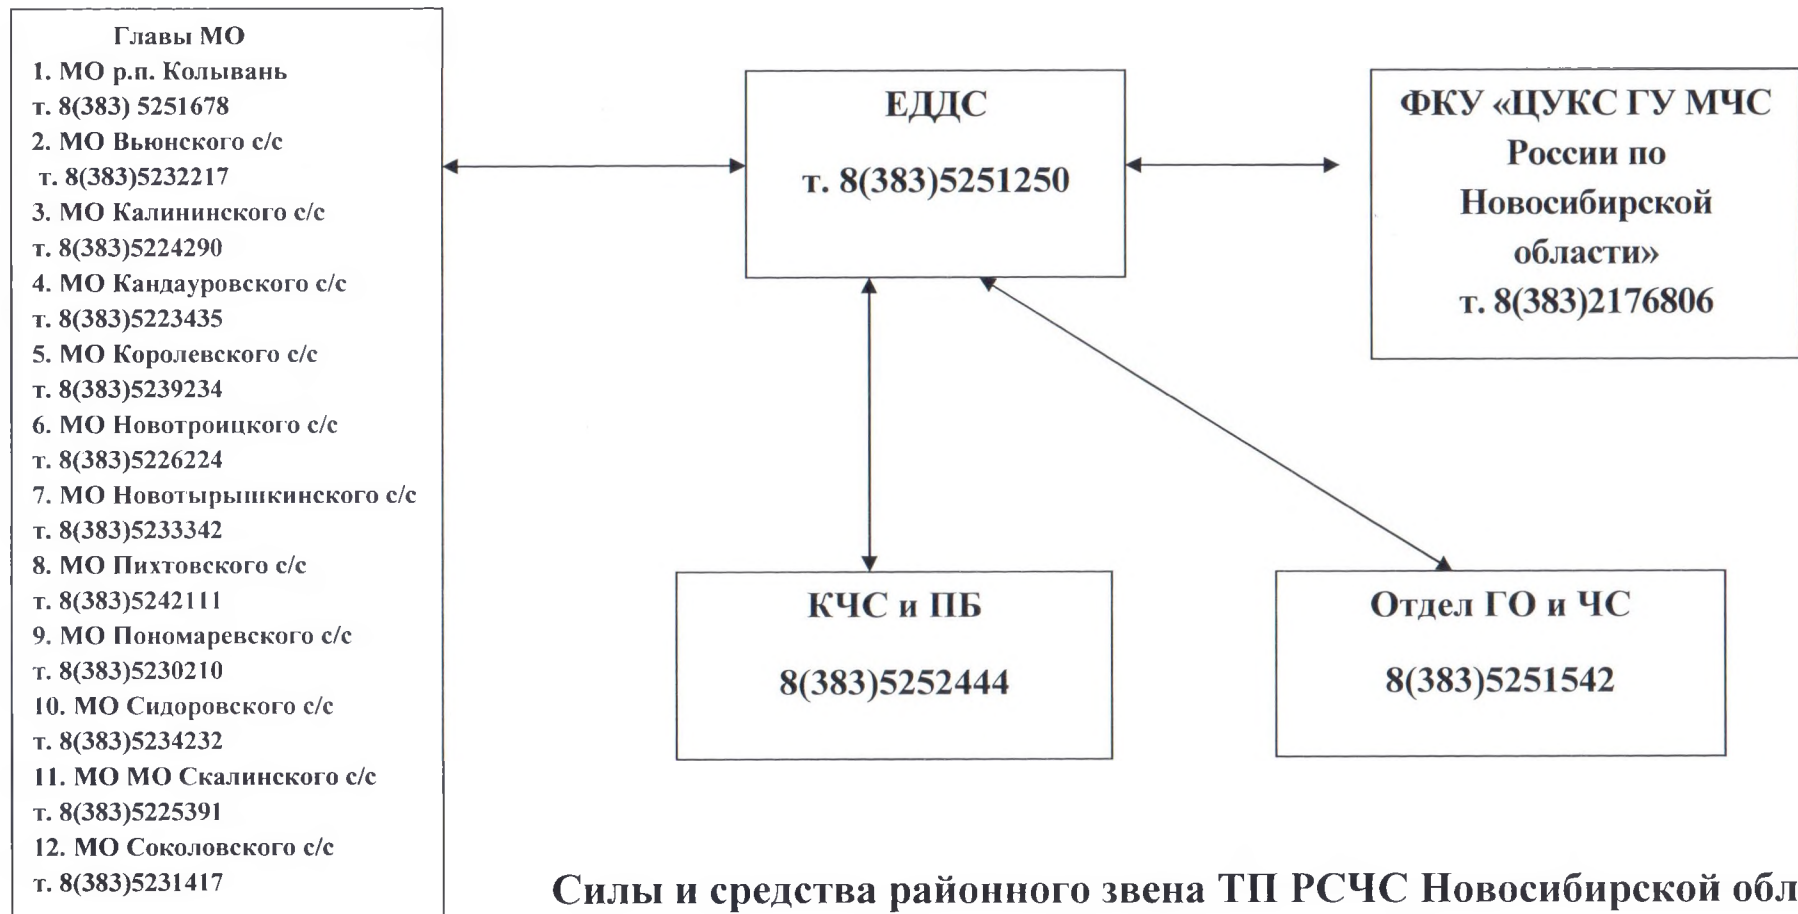 Главы МО
1. МО р.п. Колывань
т. 8(383) 5251678
2. МО Вьюнского с/с
т. 8(383)5232217
3. МО Калининского с/с
т. 8(383)5224290
4. МО Кандауровского с/с
т. 8(383)5223435
5. МО Королевского с/с
т. 8(383)5239234
6. МО Новотроицкого с/с
т. 8(383)5226224
7. МО Новотырышкинского с/с
т. 8(383)5233342
8. МО Пихтовского с/с
т. 8(383)5242111
9. МО Пономаревского с/с
т. 8(383)5230210
10. МО Сидоровского с/с
т. 8(383)5234232
11. МО МО Скалинского с/с
т. 8(383)5225391
12. МО Соколовского с/с
т. 8(383)5231417
ЕДДС
т. 8(383)5251250
ФКУ «ЦУКС ГУ МЧС
России по
Новосибирской
области»
т. 8(383)2176806
КЧС и ПБ
8(383)5252444
Отдел ГО и ЧС
8(383)5251542
Силы и средства районного звена ТП РСЧС Новосибирской обл